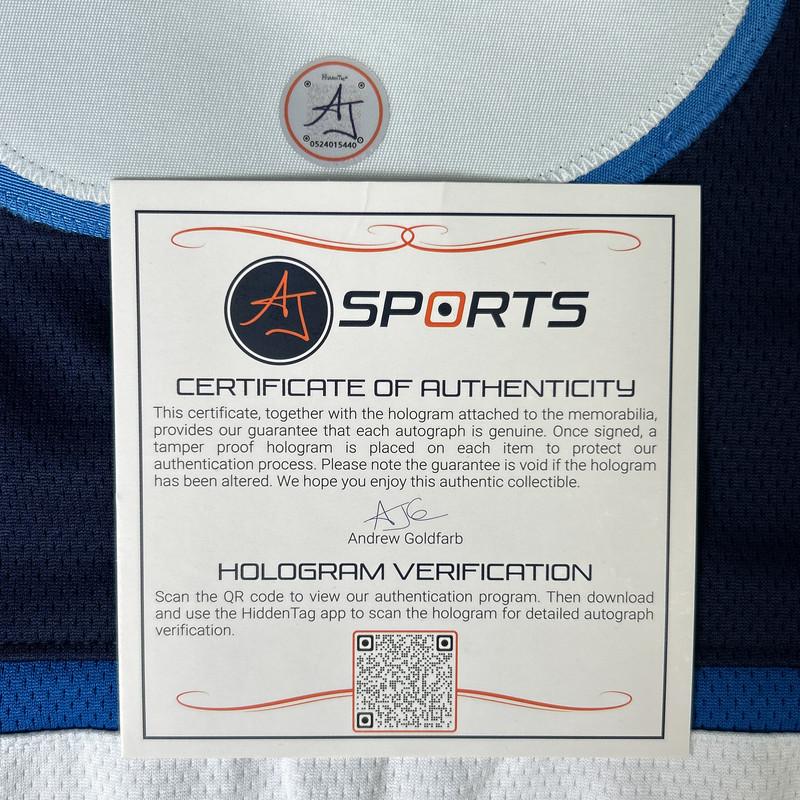 HiddenTag
AJ
0524015440
AJ SPORTS
CERTIFICATE OF AUTHENTICITY
This certificate, together with the hologram attached to the memorabilia,
provides our guarantee that each autograph is genuine. Once signed, a
tamper proof hologram is placed on each item to protect our
authentication process. Please note the guarantee is void if the hologram
has been altered. We hope you enjoy this authentic collectible.
AJG
Andrew Goldfarb
HOLOGRAM VERIFICATION
Scan the QR code to view our authentication program. Then download
and use the HiddenTag app to scan the hologram for detailed autograph
verification.